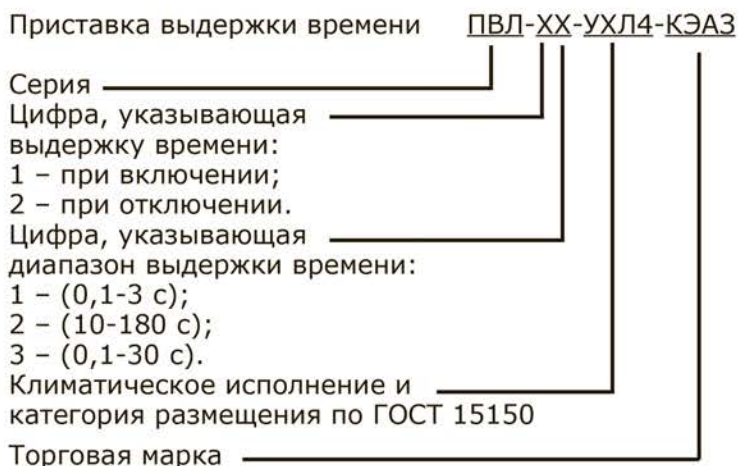 Приставка выдержки времени ПВЛ-ХХ-УХЛ4-КЭАЗ
Серия
Цифра, указывающая
выдержку времени:
1 – при включении;
2 – при отключении.
Цифра, указывающая
диапазон выдержки времени:
1 – (0,1-3 с);
2 – (10-180 с);
3 – (0,1-30 с).
Климатическое исполнение и
категория размещения по ГОСТ 15150
Торговая марка